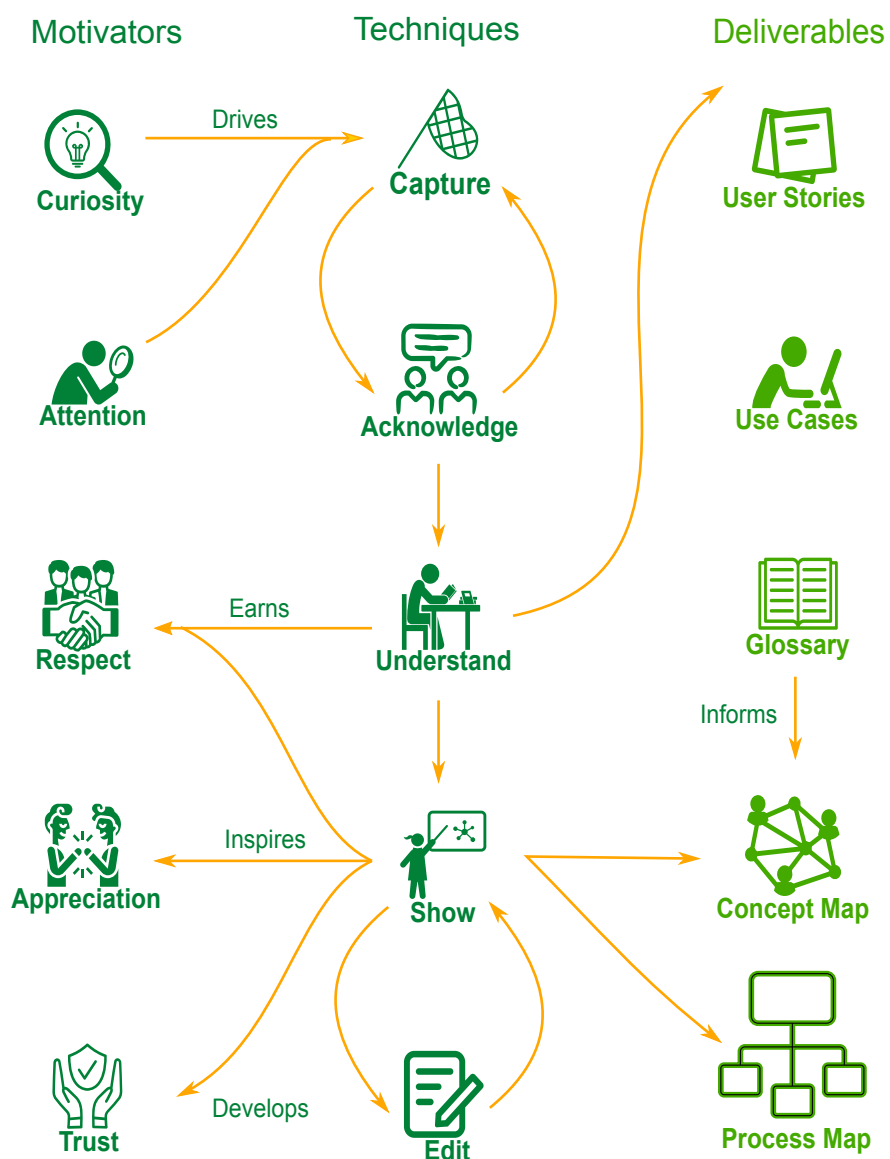 Motivators
Techniques
Deliverables
Drives
Curiosity
Capture
User Stories
Attention
Acknowledge
Use Cases
Earns
Respect
Understand
Glossary
Informs
Inspires
Appreciation
Show
Concept Map
Develops
Trust
Edit
Process Map